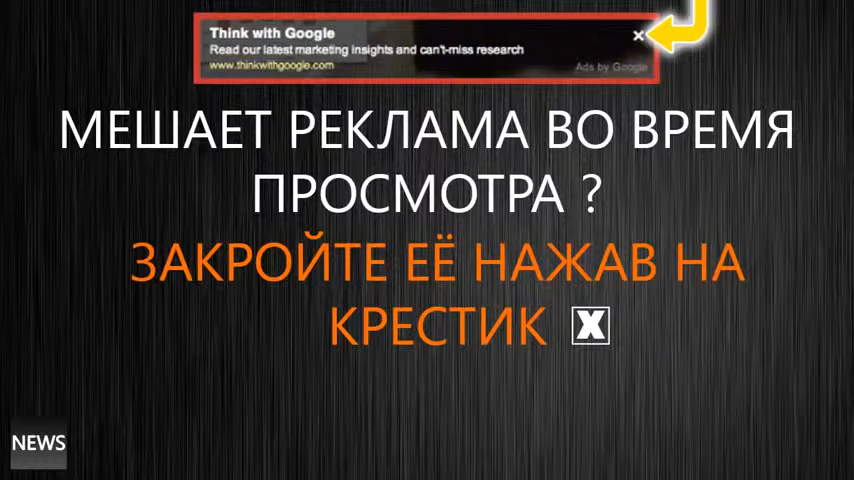 Think with Google
Read our latest marketing insights and can't-miss research
www.thinkwithgoogle.com
Ads by Google
МЕШАЕТ РЕКЛАМА ВО ВРЕМЯ
ПРОСМОТРА ?
ЗАКРОЙТЕ ЕЁ НАЖАВ НА
КРЕСТИК X
NEWS